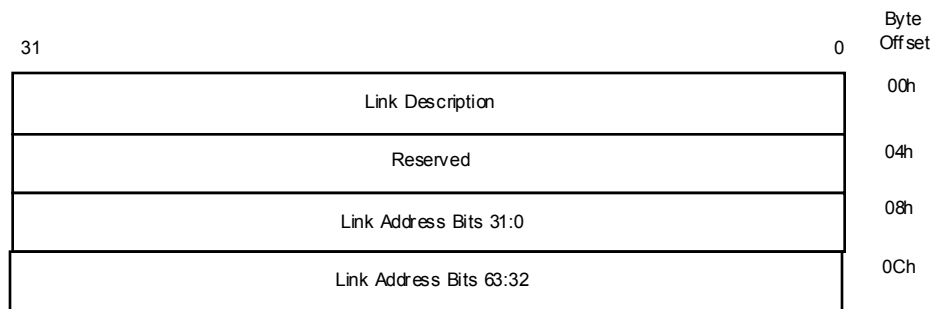 Byte
31 0 Offset
Link Description 00h
Reserved 04h
Link Address Bits 31:0 08h
Link Address Bits 63:32 0Ch